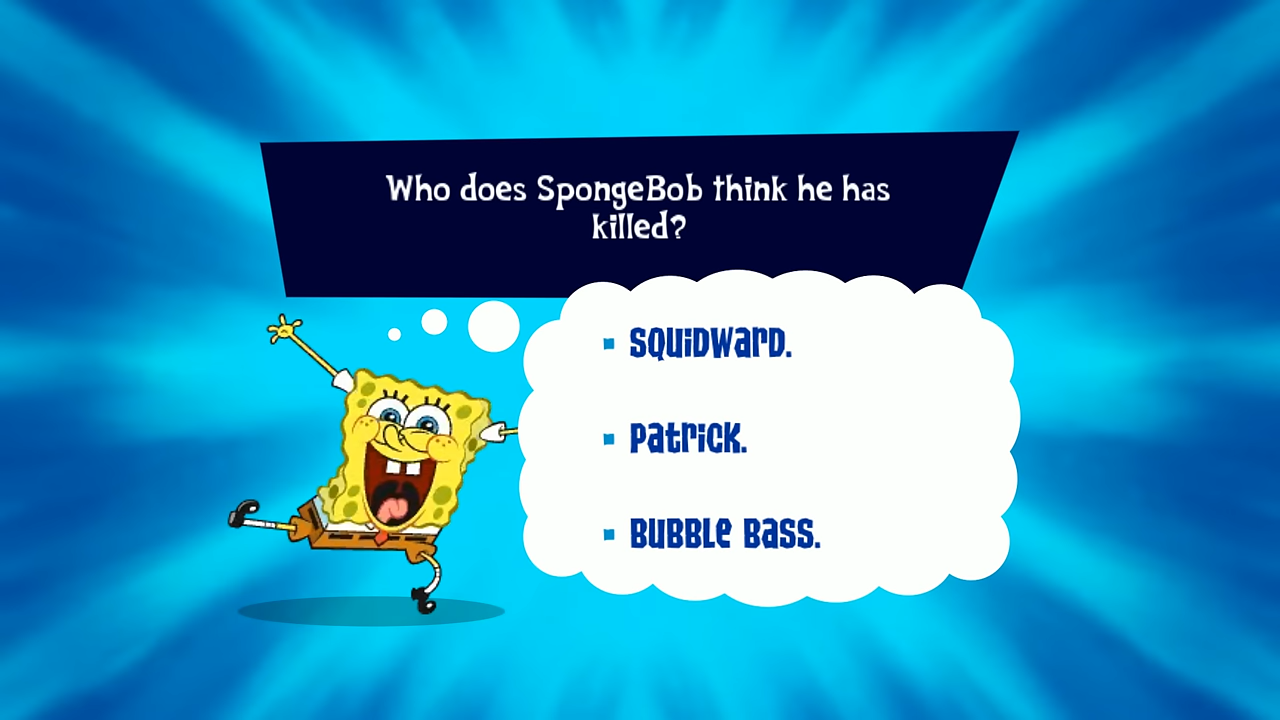 Who does SpongeBob think he has
killed?
Squidward.
Patrick.
Bubble Bass.